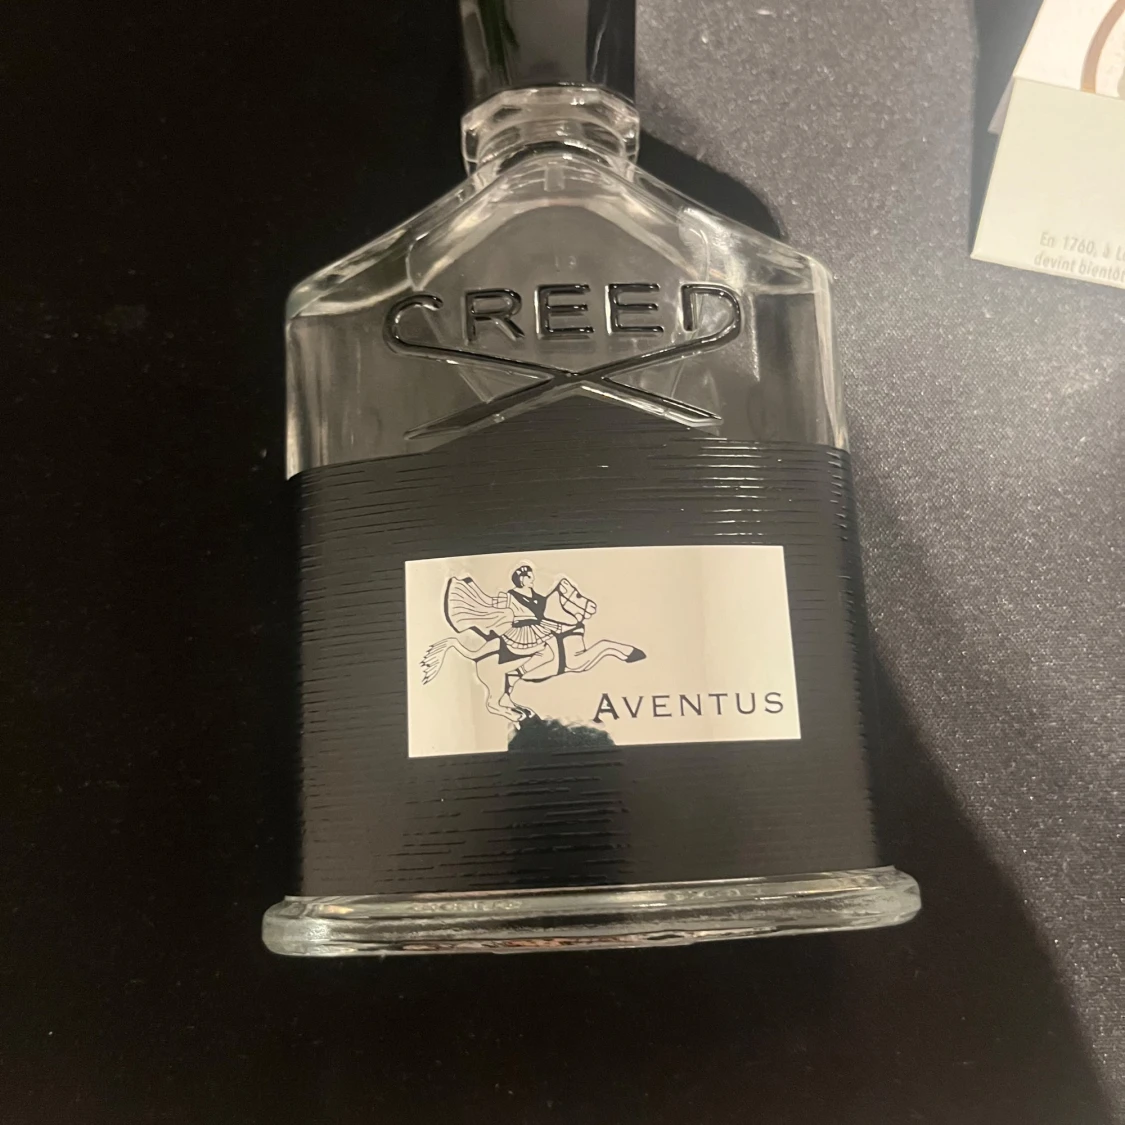 CREED
AVENTUS
En 1760, à
devint bientôt